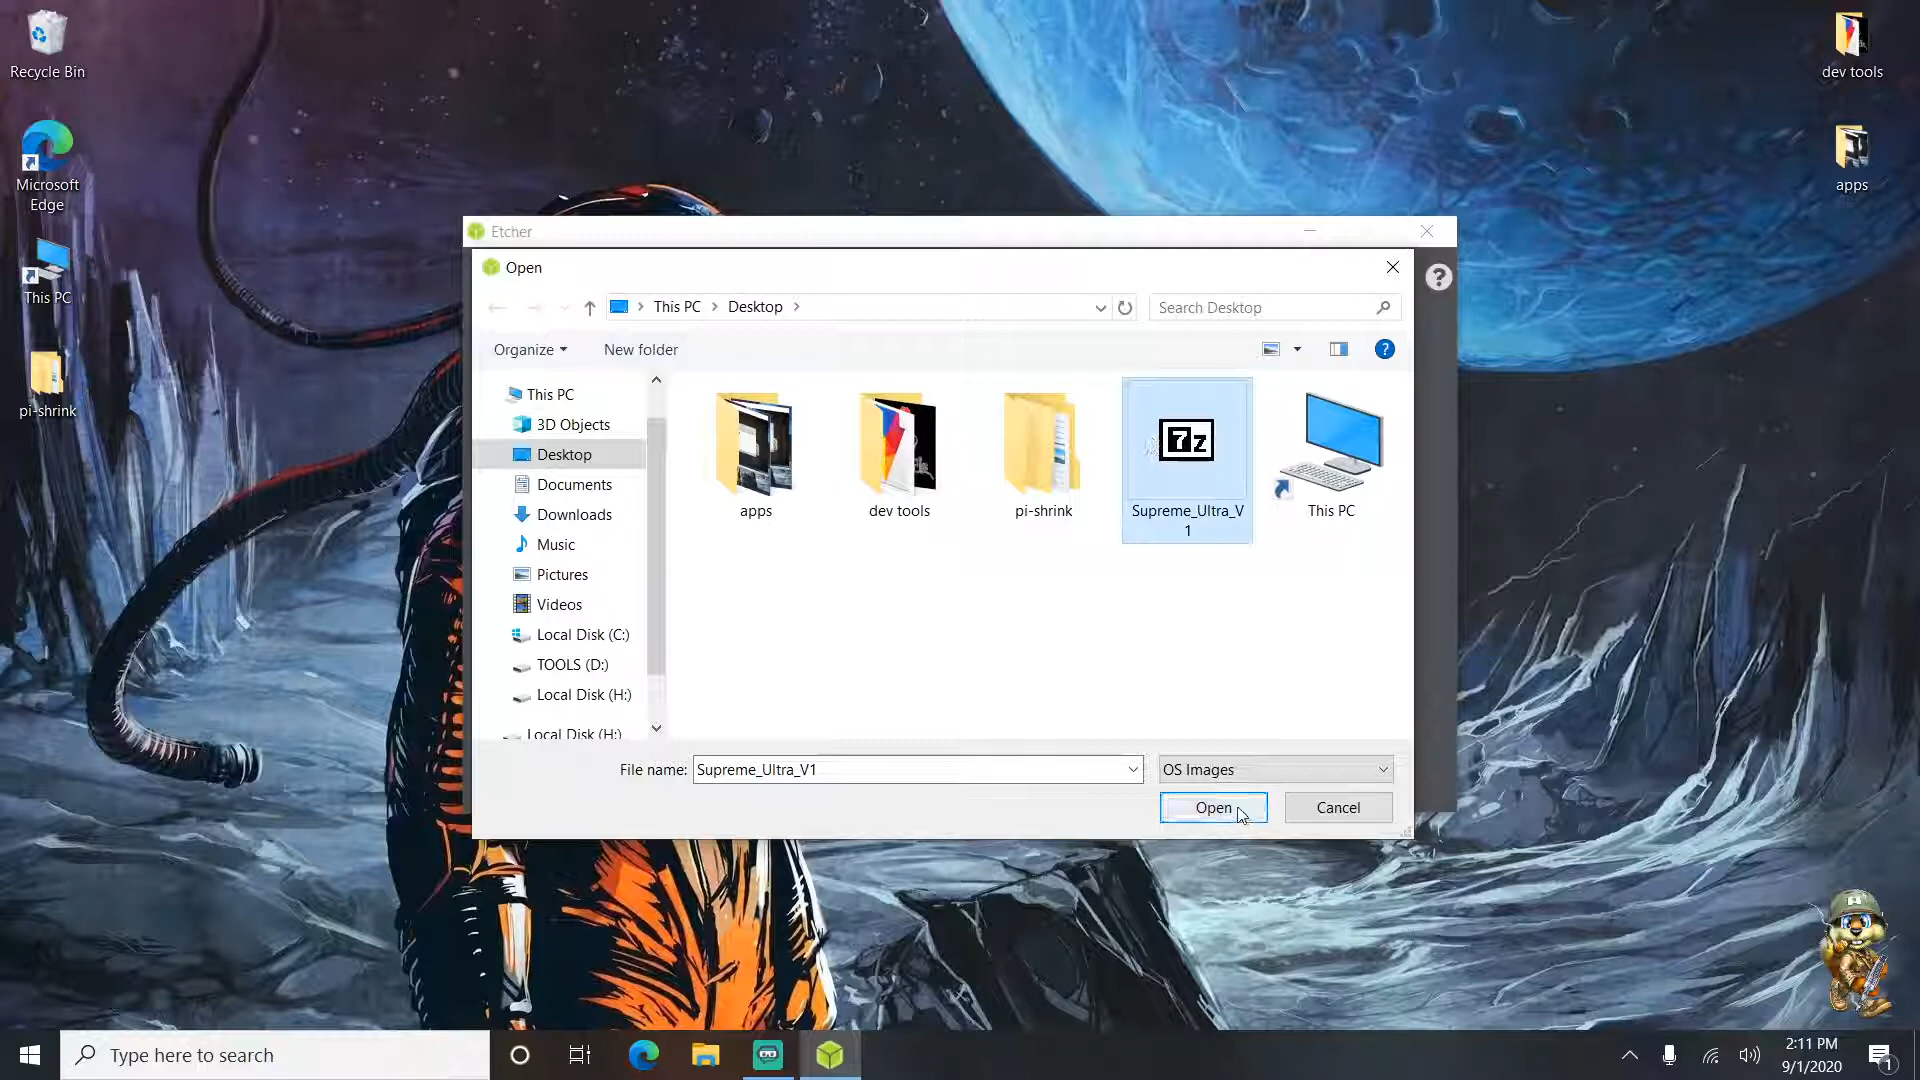 Recycle Bin
Microsoft
Edge
This PC
pi-shrink
dev tools
apps
Etcher
Open
This PC
Desktop
Search Desktop
Organize
New folder
This PC
3D Objects
Desktop
Documents
Downloads
Music
Pictures
Videos
Local Disk (C:)
TOOLS (D:)
Local Disk (H:)
Local Disk (H:)
apps
dev tools
pi-shrink
7z
Supreme_Ultra_V
1
This PC
File name:
Supreme_Ultra_V1
OS Images
Open
Cancel
Type here to search
2:11 PM
9/1/2020
1